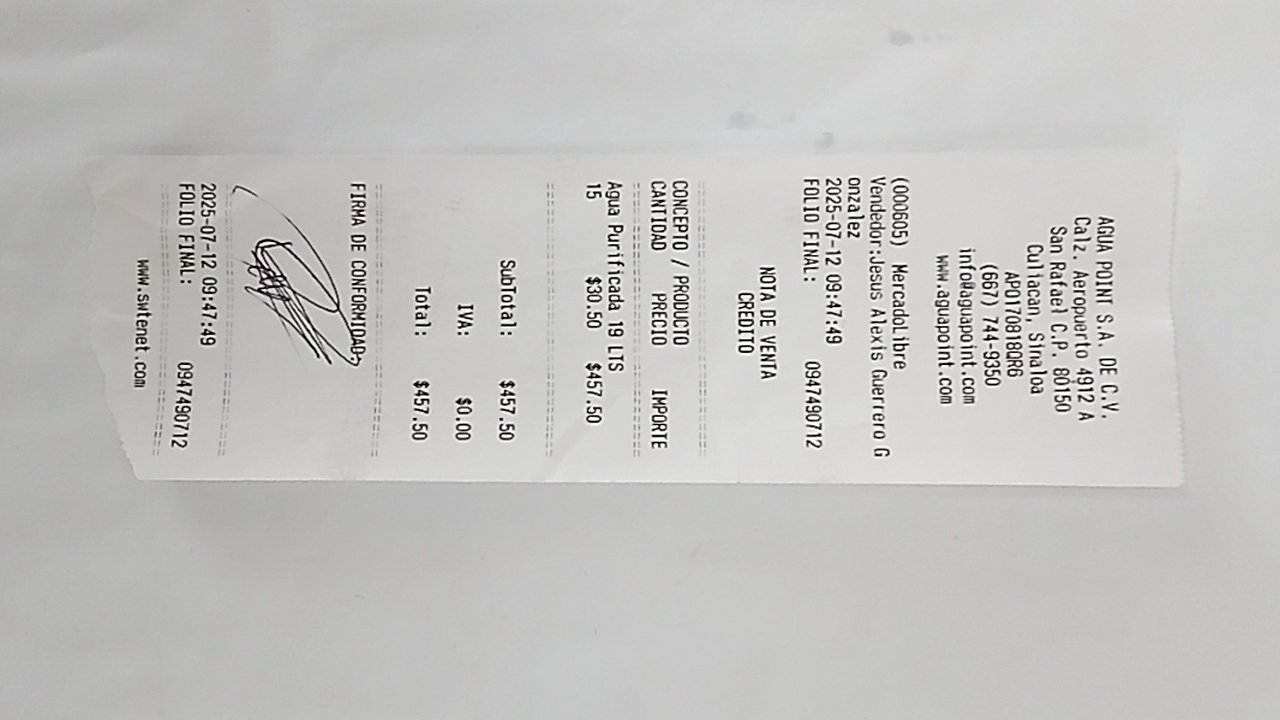 AGUA POINT S.A. DE C.V.
Calz. Aeropuerto 4912 A
San Rafael C.P. 80150
Culiacan, SInaloa
APO170818QR6
(667) 744-9350
info@aguapoint.com
www.aguapoint.com
(000605) MercadoLibre
Vendedor:Jesus Alexis Guerrero G
onzalez
2025-07-12 09:47:49
FOLIO FINAL: 0947490712
NOTA DE VENTA
CREDITO
================================
CONCEPTO / PRODUCTO
CANTIDAD PRECIO IMPORTE
================================
Agua Purificada 19 LTS
15 $30.50 $457.50
================================
SubTotal: $457.50
IVA: $0.00
Total: $457.50
================================
FIRMA DE CONFORMIDAD:
================================
2025-07-12 09:47:49
FOLIO FINAL: 0947490712
================================
www.swtenet.com